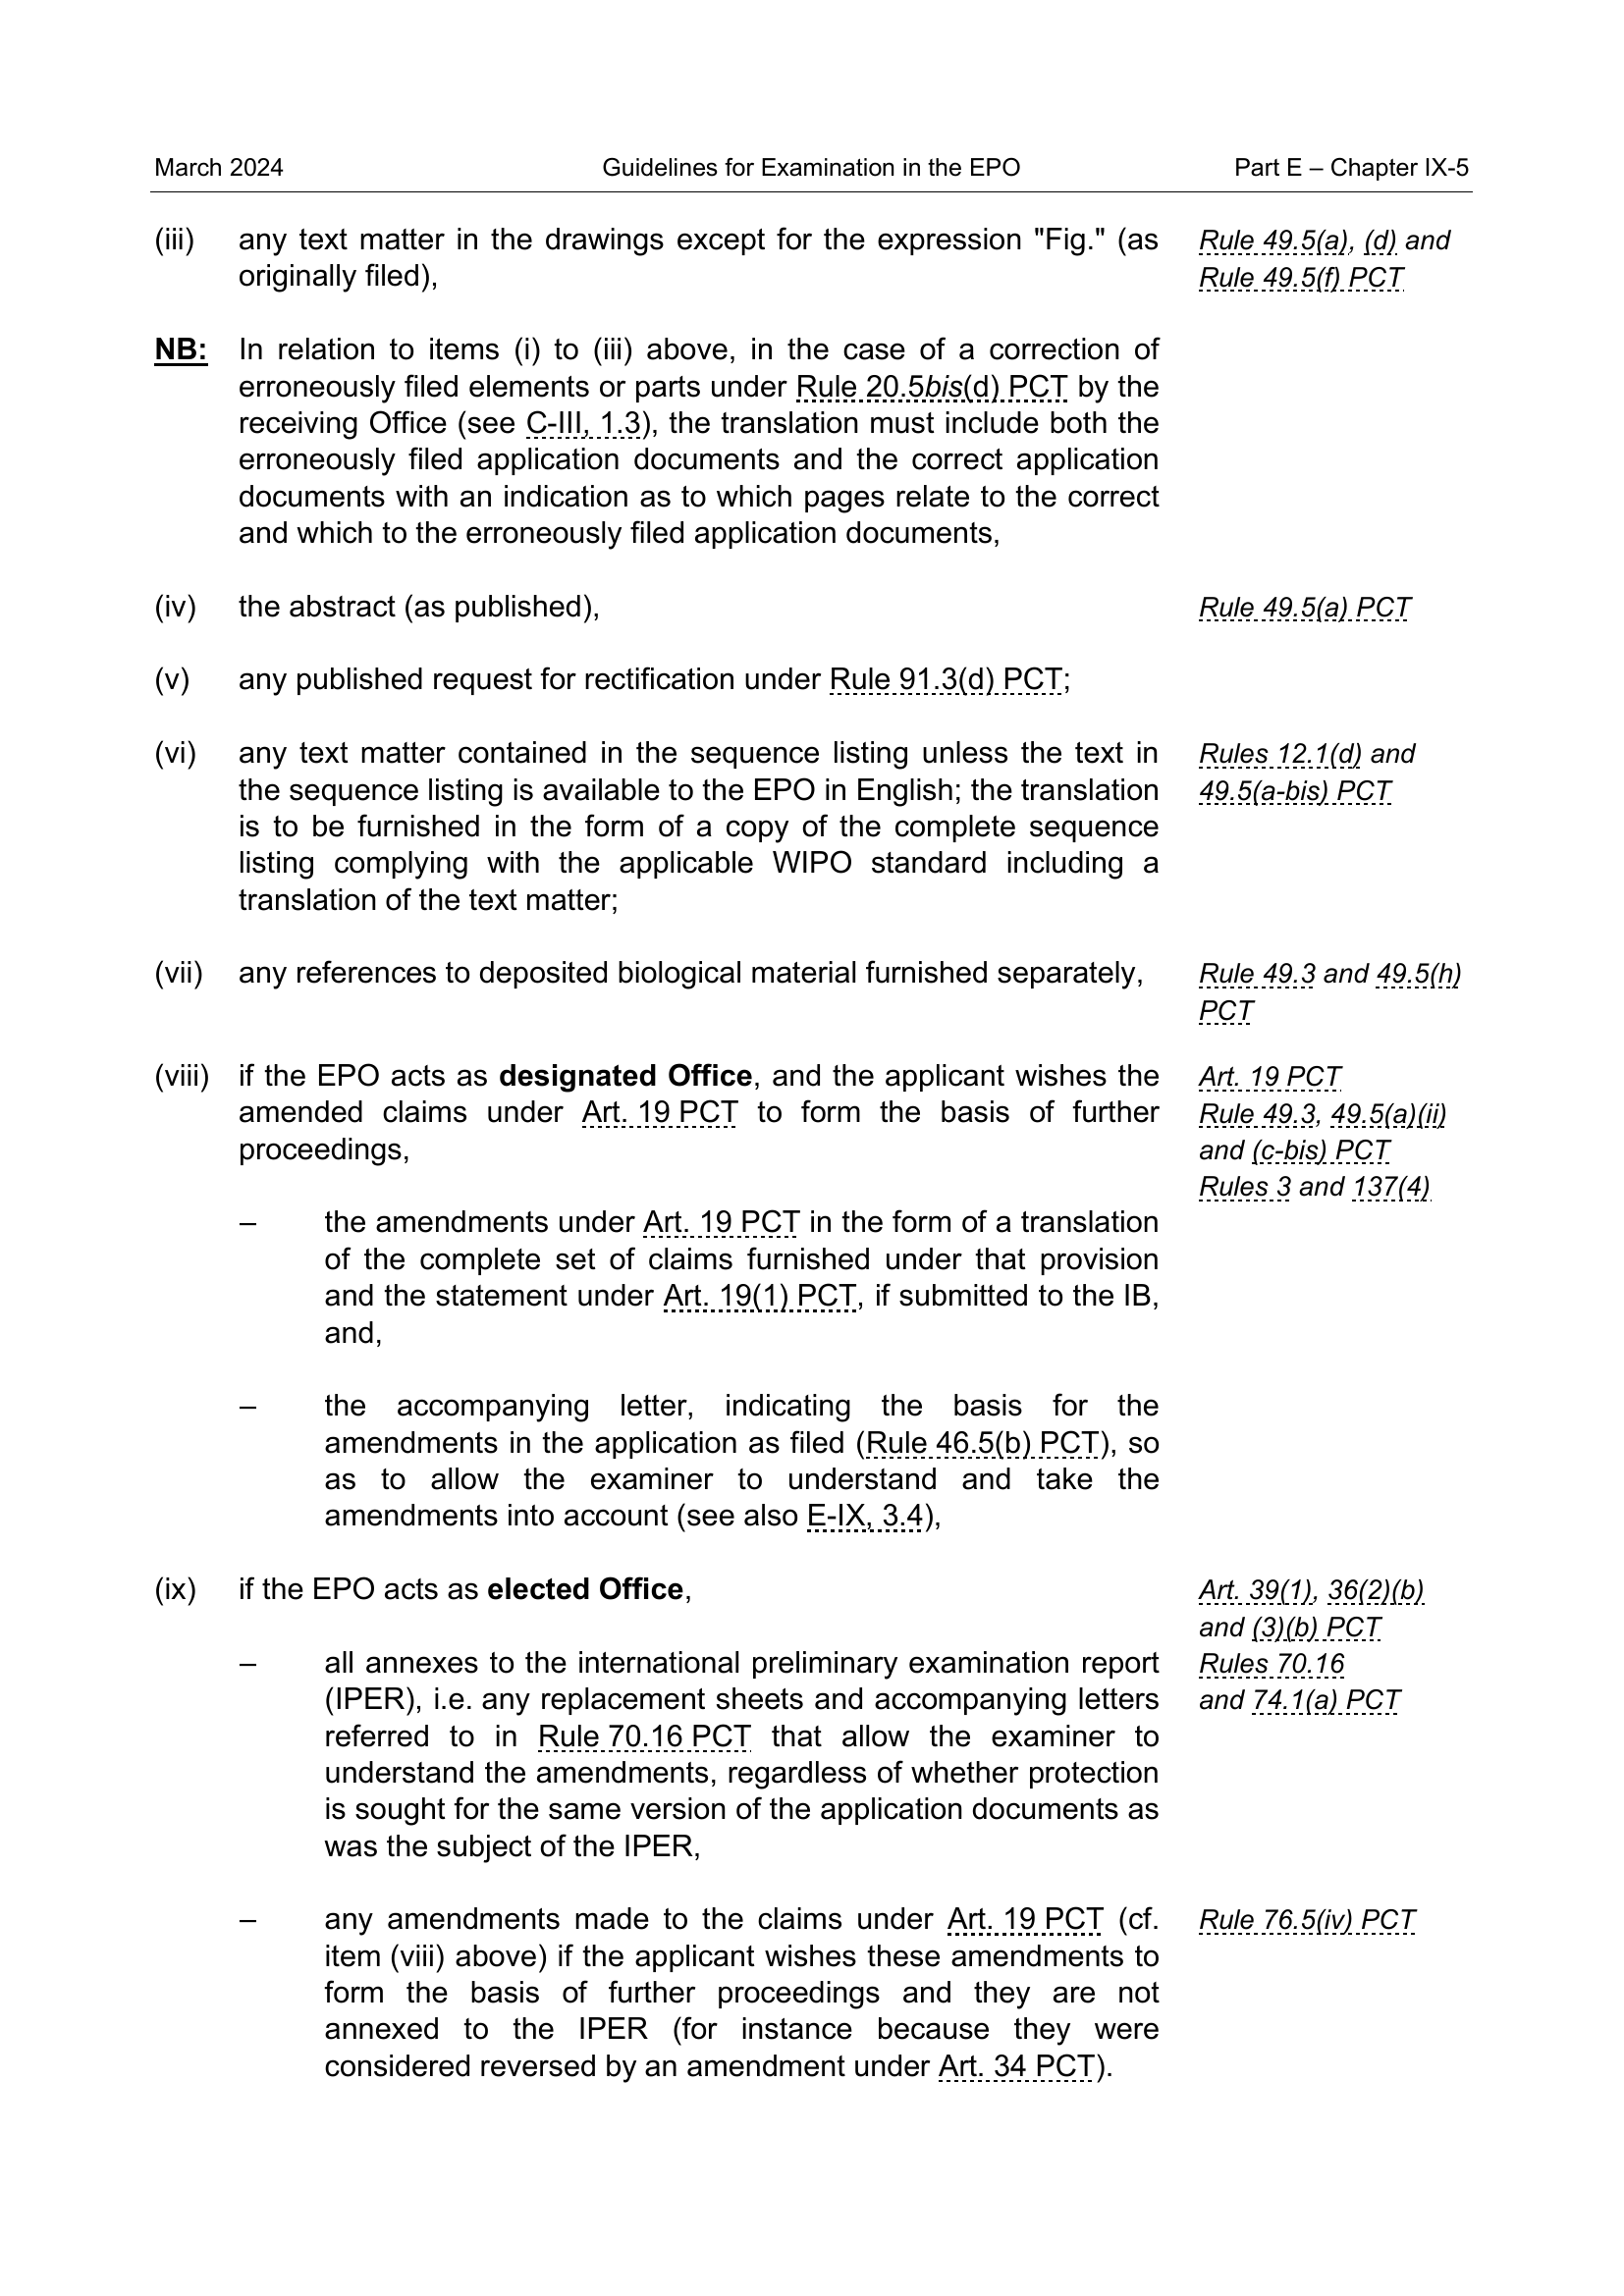 March 2024 Guidelines for Examination in the EPO Part E – Chapter IX-5
(iii) any text matter in the drawings except for the expression "Fig." (as
originally filed),
Rule 49.5(a), (d) and
Rule 49.5(f) PCT
NB: In relation to items (i) to (iii) above, in the case of a correction of
erroneously filed elements or parts under Rule 20.5bis(d) PCT by the
receiving Office (see C-III, 1.3), the translation must include both the
erroneously filed application documents and the correct application
documents with an indication as to which pages relate to the correct
and which to the erroneously filed application documents,
(iv) the abstract (as published),
Rule 49.5(a) PCT
(v) any published request for rectification under Rule 91.3(d) PCT;
(vi) any text matter contained in the sequence listing unless the text in
the sequence listing is available to the EPO in English; the translation
is to be furnished in the form of a copy of the complete sequence
listing complying with the applicable WIPO standard including a
translation of the text matter;
Rules 12.1(d) and
49.5(a-bis) PCT
(vii) any references to deposited biological material furnished separately,
Rule 49.3 and 49.5(h)
PCT
(viii) if the EPO acts as designated Office, and the applicant wishes the
amended claims under Art. 19 PCT to form the basis of further
proceedings,
Art. 19 PCT
Rule 49.3, 49.5(a)(ii)
and (c-bis) PCT
Rules 3 and 137(4)
– the amendments under Art. 19 PCT in the form of a translation
of the complete set of claims furnished under that provision
and the statement under Art. 19(1) PCT, if submitted to the IB,
and,
– the accompanying letter, indicating the basis for the
amendments in the application as filed (Rule 46.5(b) PCT), so
as to allow the examiner to understand and take the
amendments into account (see also E-IX, 3.4),
(ix) if the EPO acts as elected Office,
Art. 39(1), 36(2)(b)
and (3)(b) PCT
Rules 70.16
and 74.1(a) PCT
– all annexes to the international preliminary examination report
(IPER), i.e. any replacement sheets and accompanying letters
referred to in Rule 70.16 PCT that allow the examiner to
understand the amendments, regardless of whether protection
is sought for the same version of the application documents as
was the subject of the IPER,
– any amendments made to the claims under Art. 19 PCT (cf.
item (viii) above) if the applicant wishes these amendments to
form the basis of further proceedings and they are not
annexed to the IPER (for instance because they were
considered reversed by an amendment under Art. 34 PCT).
Rule 76.5(iv) PCT